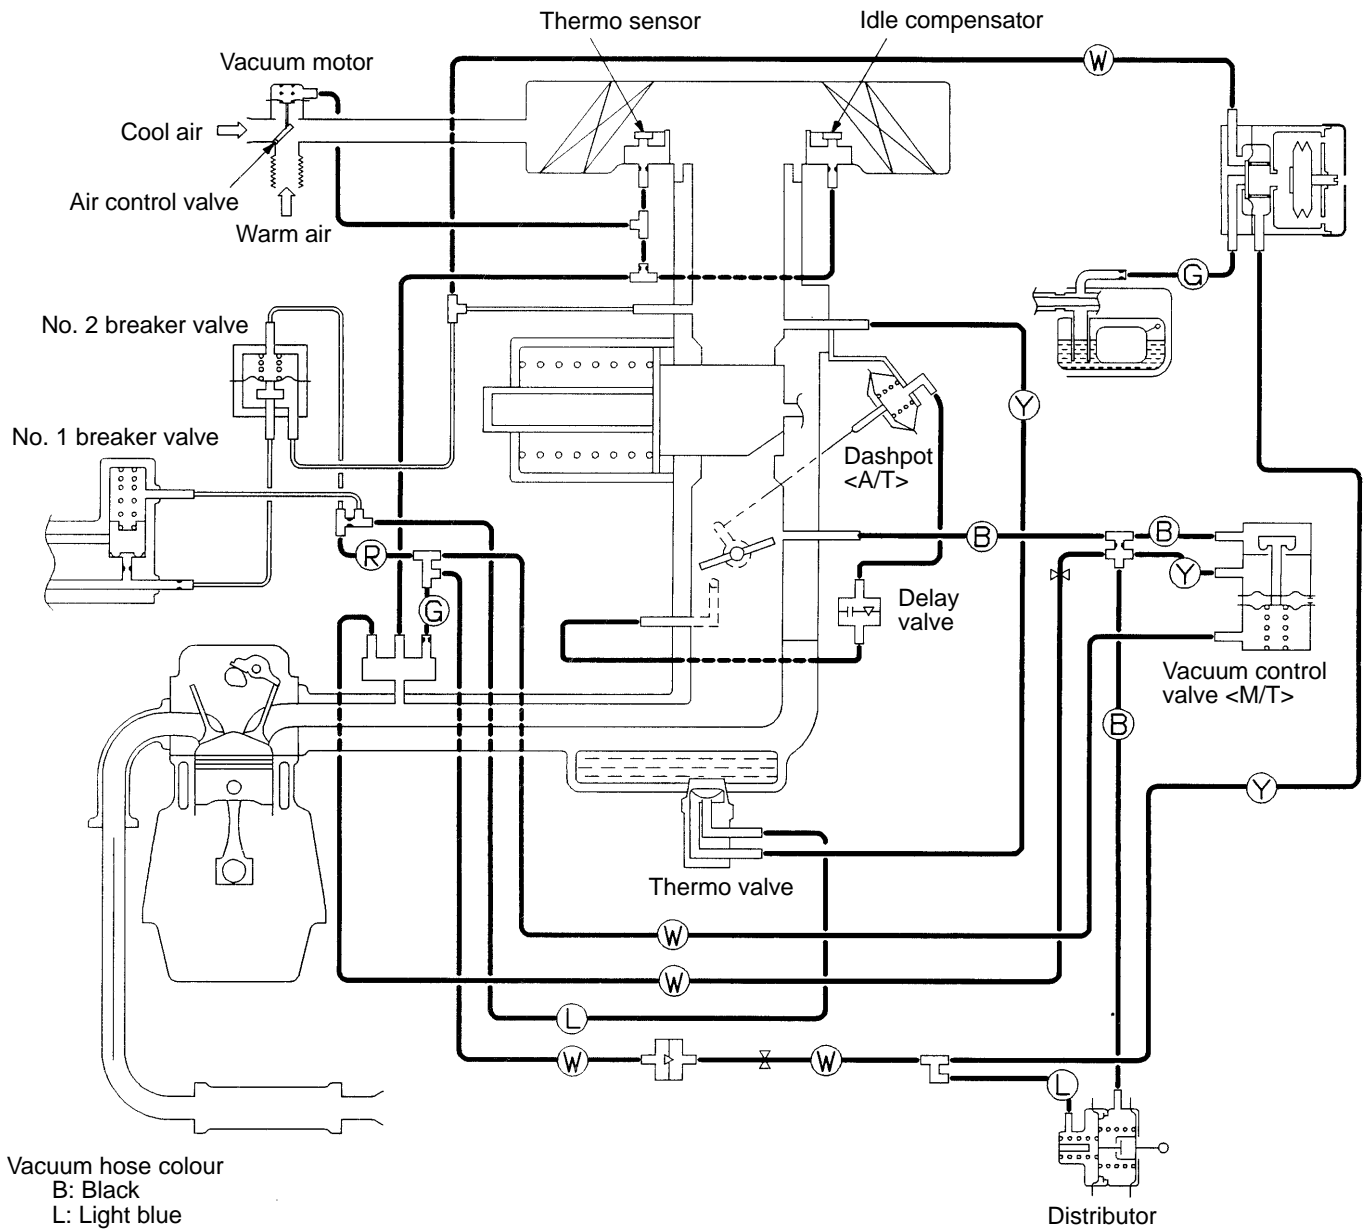 Thermo sensor
Idle compensator
Vacuum motor
W
Cool air
Air control valve
Warm air
G
No. 2 breaker valve
Y
No. 1 breaker valve
Dashpot
<A/T>
B
B
R
Y
Delay
valve
G
Vacuum control
valve <M/T>
B
Y
Thermo valve
W
W
L
W
W
L
Vacuum hose colour
B: Black
L: Light blue
Distributor